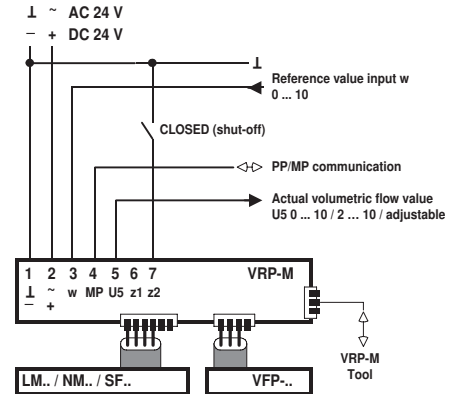 ⊥ ~ AC 24 V
– + DC 24 V
⊥
Reference value input w
0 ... 10
CLOSED (shut-off)
PP/MP communication
Actual volumetric flow value
U5 0 ... 10 / 2 ... 10 / adjustable
1 2 3 4 5 6 7 VRP-M
⊥ ~ w MP U5 z1 z2
– +
VRP-M
Tool
LM.. / NM.. / SF..
VFP-..